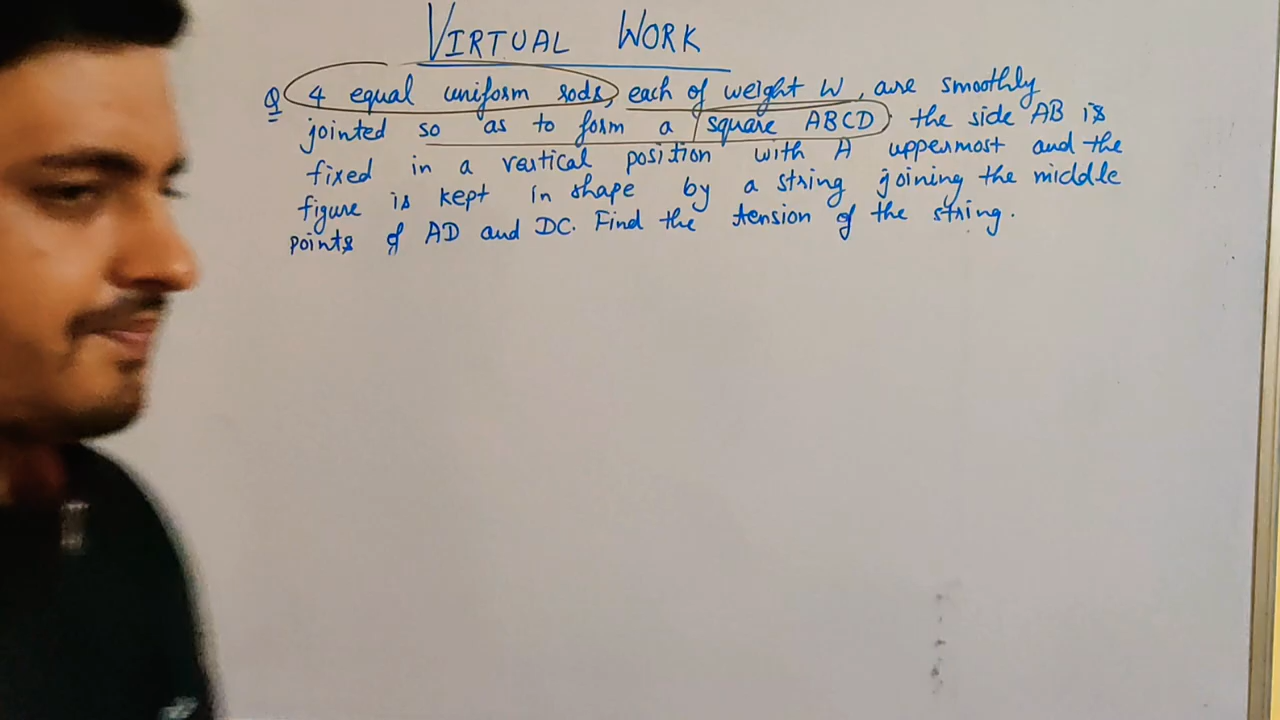 VIRTUAL WORK
Q 4 equal uniform rods, each of weight W, are smoothly
jointed so as to form a square ABCD the side AB is
fixed in a vertical position with A uppermost and the
figure is kept in shape by a string joining the middle
points of AD and DC. Find the tension of the string.